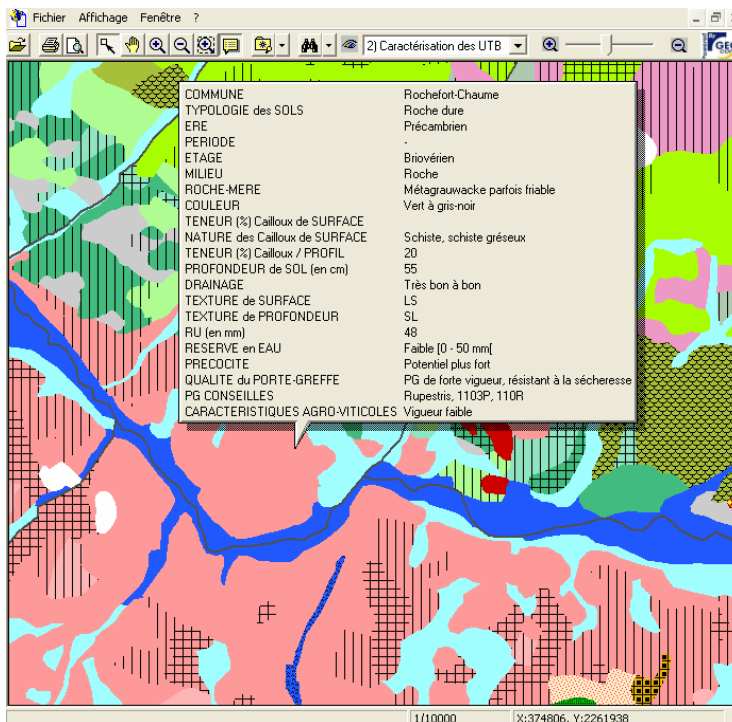 Fichier Affichage Fenêtre ?
2) Caractérisation des UTB
COMMUNE Rochefort-Chaume
TYPOLOGIE des SOLS Roche dure
ERE Précambrien
PERIODE -
ETAGE Briovérien
MILIEU Roche
ROCHE-MERE Métagrauwacke parfois friable
COULEUR Vert à gris-noir
TENEUR (%) Cailloux de SURFACE
NATURE des Cailloux de SURFACE Schiste, schiste gréseux
TENEUR (%) Cailloux / PROFIL 20
PROFONDEUR de SOL (en cm) 55
DRAINAGE Très bon à bon
TEXTURE de SURFACE LS
TEXTURE de PROFONDEUR SL
RU (en mm) 48
RESERVE en EAU Faible [0 - 50 mm[
PRECOCITE Potentiel plus fort
QUALITE du PORTE-GREFFE PG de forte vigueur, résistant à la sécheresse
PG CONSEILLES Rupestris, 1103P, 110R
CARACTERISTIQUES AGRO-VITICOLES Vigueur faible
1/10000 X:374806, Y:2261938